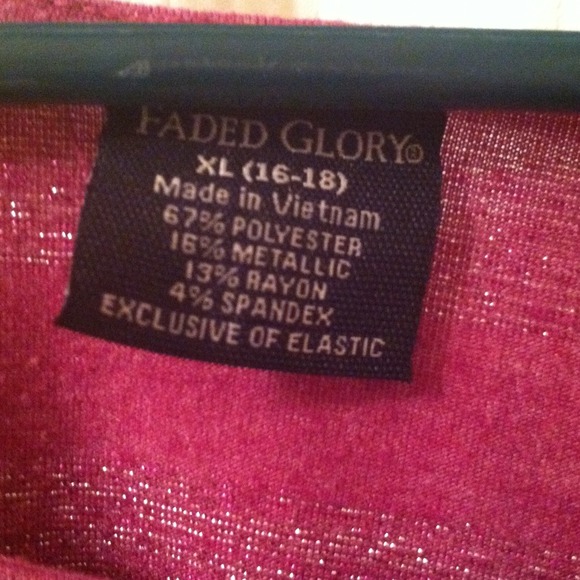 FADED GLORY®
XL (16-18)
Made in Vietnam
67% POLYESTER
16% METALLIC
13% RAYON
4% SPANDEX
EXCLUSIVE OF ELASTIC